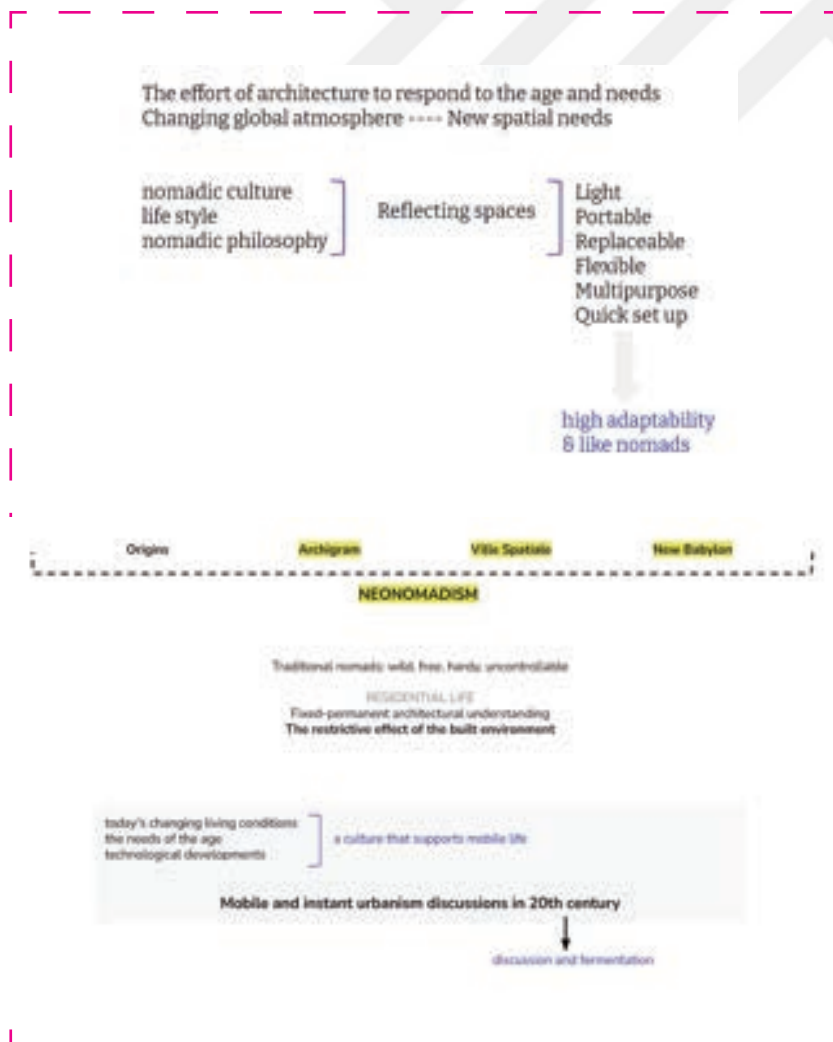 The effort of architecture to respond to the age and needs
Changing global atmosphere ---- New spatial needs
nomadic culture
life style
nomadic philosophy
Reflecting spaces
Light
Portable
Replaceable
Flexible
Multipurpose
Quick set up
high adaptability
& like nomads
Origins Archigram Ville Spatiale New Babylon
NEONOMADISM
Traditional nomads: wild, free, hardy, uncontrollable
RESIDENTIAL LIFE
Fixed-permanent architectural understanding
The restrictive effect of the built environment
today's changing living conditions
the needs of the age
technological developments
a culture that supports mobile life
Mobile and instant urbanism discussions in 20th century
discussion and fermentation